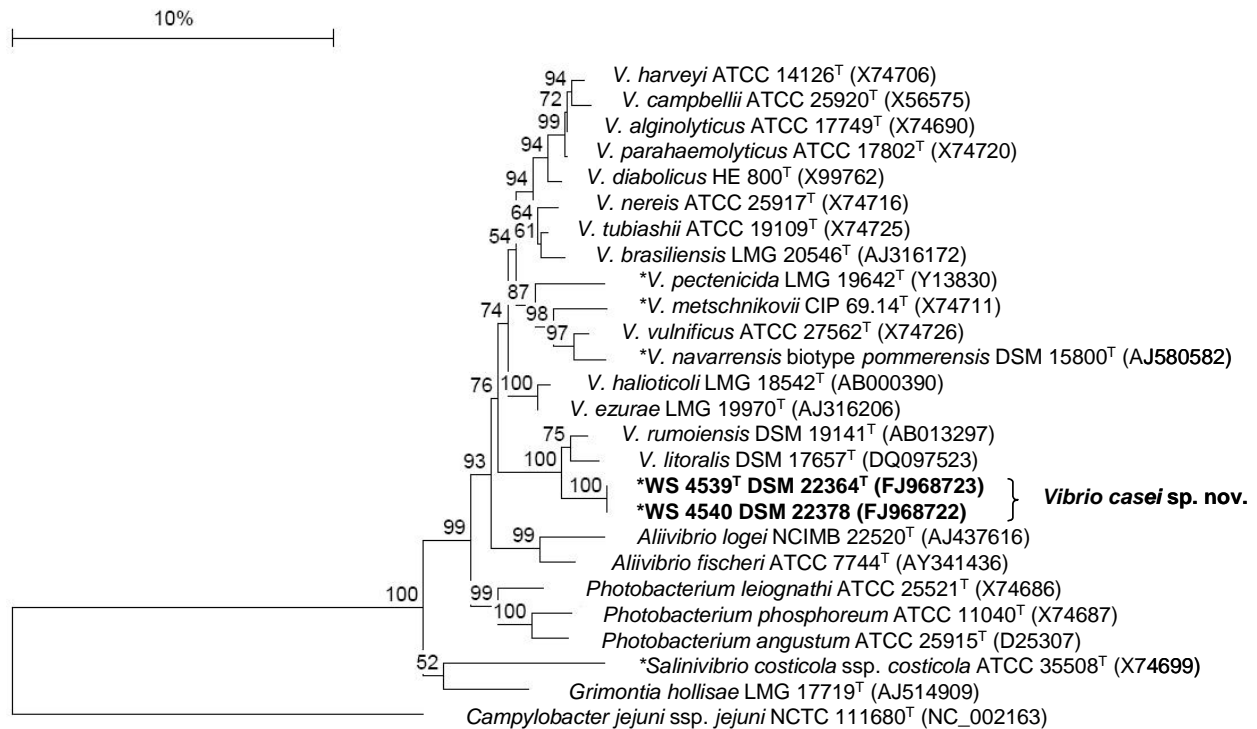 10%
94
V. harveyi ATCC 14126ᵀ (X74706)
72
V. campbellii ATCC 25920ᵀ (X56575)
99
V. alginolyticus ATCC 17749ᵀ (X74690)
94
V. parahaemolyticus ATCC 17802ᵀ (X74720)
94
V. diabolicus HE 800ᵀ (X99762)
V. nereis ATCC 25917ᵀ (X74716)
64
61
V. tubiashii ATCC 19109ᵀ (X74725)
54
V. brasiliensis LMG 20546ᵀ (AJ316172)
*V. pectenicida LMG 19642ᵀ (Y13830)
87
74
*V. metschnikovii CIP 69.14ᵀ (X74711)
98
97
V. vulnificus ATCC 27562ᵀ (X74726)
*V. navarrensis biotype pommerensis DSM 15800ᵀ (AJ580582)
76
100
V. halioticoli LMG 18542ᵀ (AB000390)
V. ezurae LMG 19970ᵀ (AJ316206)
75
V. rumoiensis DSM 19141ᵀ (AB013297)
93
100
V. litoralis DSM 17657ᵀ (DQ097523)
100
*WS 4539ᵀ DSM 22364ᵀ (FJ968723)
Vibrio casei sp. nov.
*WS 4540 DSM 22378 (FJ968722)
99
99
Aliivibrio logei NCIMB 22520ᵀ (AJ437616)
Aliivibrio fischeri ATCC 7744ᵀ (AY341436)
100
99
Photobacterium leiognathi ATCC 25521ᵀ (X74686)
100
Photobacterium phosphoreum ATCC 11040ᵀ (X74687)
Photobacterium angustum ATCC 25915ᵀ (D25307)
52
*Salinivibrio costicola ssp. costicola ATCC 35508ᵀ (X74699)
Grimontia hollisae LMG 17719ᵀ (AJ514909)
Campylobacter jejuni ssp. jejuni NCTC 111680ᵀ (NC_002163)